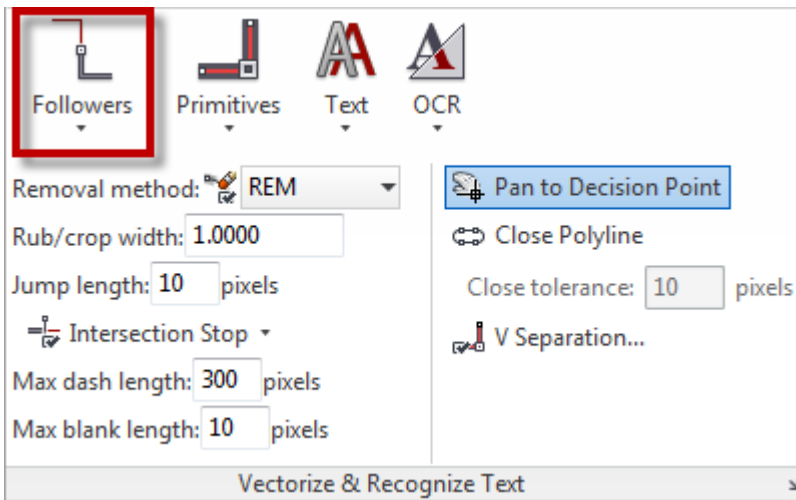 Followers Primitives Text OCR
Removal method: REM
Rub/crop width: 1.0000
Jump length: 10 pixels
Intersection Stop
Max dash length: 300 pixels
Max blank length: 10 pixels
Pan to Decision Point
Close Polyline
Close tolerance: 10 pixels
V Separation...
Vectorize & Recognize Text